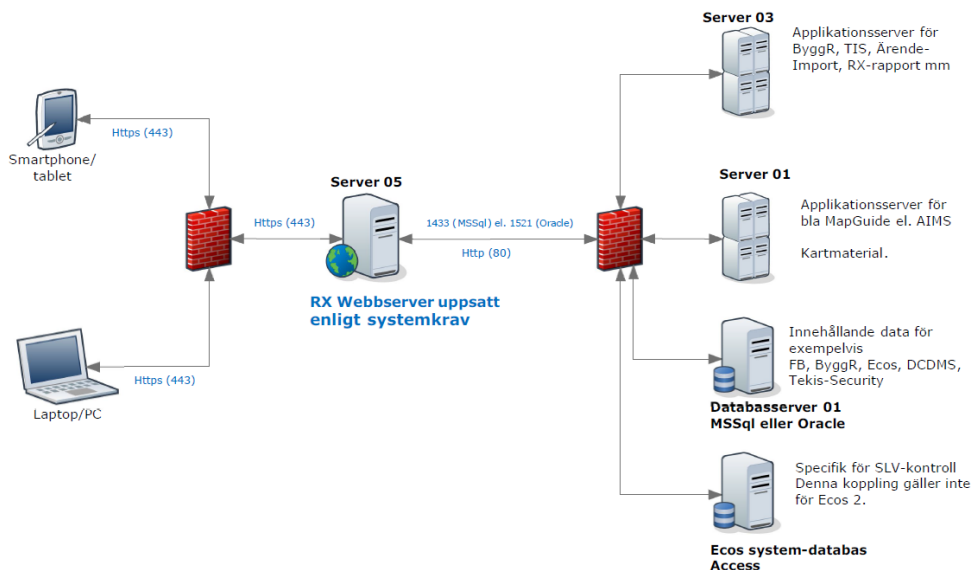 Server 03
Applikationsserver för
ByggR, TIS, Ärende-
Import, RX-rapport mm
Https (443)
Smartphone/
tablet
Server 05
Https (443)
1433 (MSSql) el. 1521 (Oracle)
Http (80)
RX Webbserver uppsatt
enligt systemkrav
Server 01
Applikationsserver för
bla MapGuide el. AIMS
Kartmaterial.
Https (443)
Laptop/PC
Innehållande data för
exempelvis
FB, ByggR, Ecos, DCDMS,
Tekis-Security
Databasserver 01
MSSql eller Oracle
Specifik för SLV-kontroll
Denna koppling gäller inte
för Ecos 2.
Ecos system-databas
Access